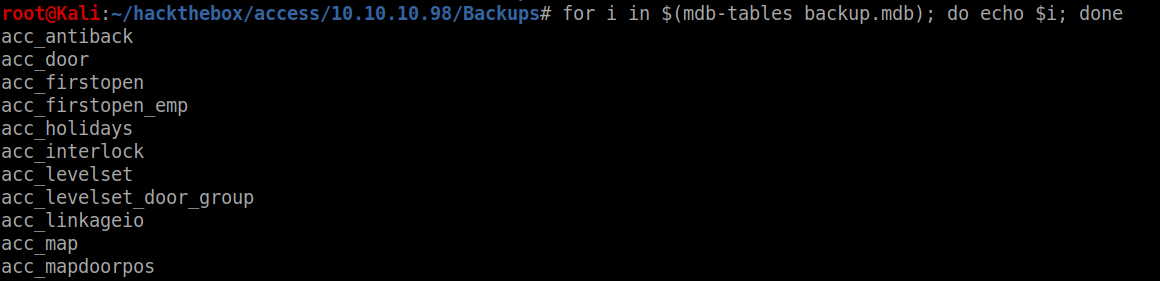 root@Kali:~/hackthebox/access/10.10.10.98/Backups# for i in $(mdb-tables backup.mdb); do echo $i; done
acc_antiback
acc_door
acc_firstopen
acc_firstopen_emp
acc_holidays
acc_interlock
acc_levelset
acc_levelset_door_group
acc_linkageio
acc_map
acc_mapdoorpos